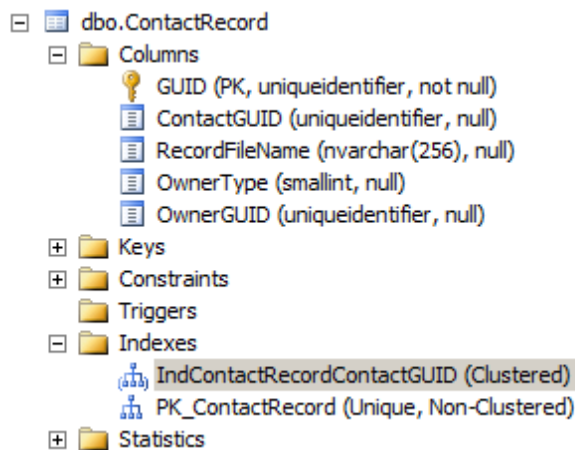 dbo.ContactRecord
Columns
GUID (PK, uniqueidentifier, not null)
ContactGUID (uniqueidentifier, null)
RecordFileName (nvarchar(256), null)
OwnerType (smallint, null)
OwnerGUID (uniqueidentifier, null)
Keys
Constraints
Triggers
Indexes
IndContactRecordContactGUID (Clustered)
PK_ContactRecord (Unique, Non-Clustered)
Statistics